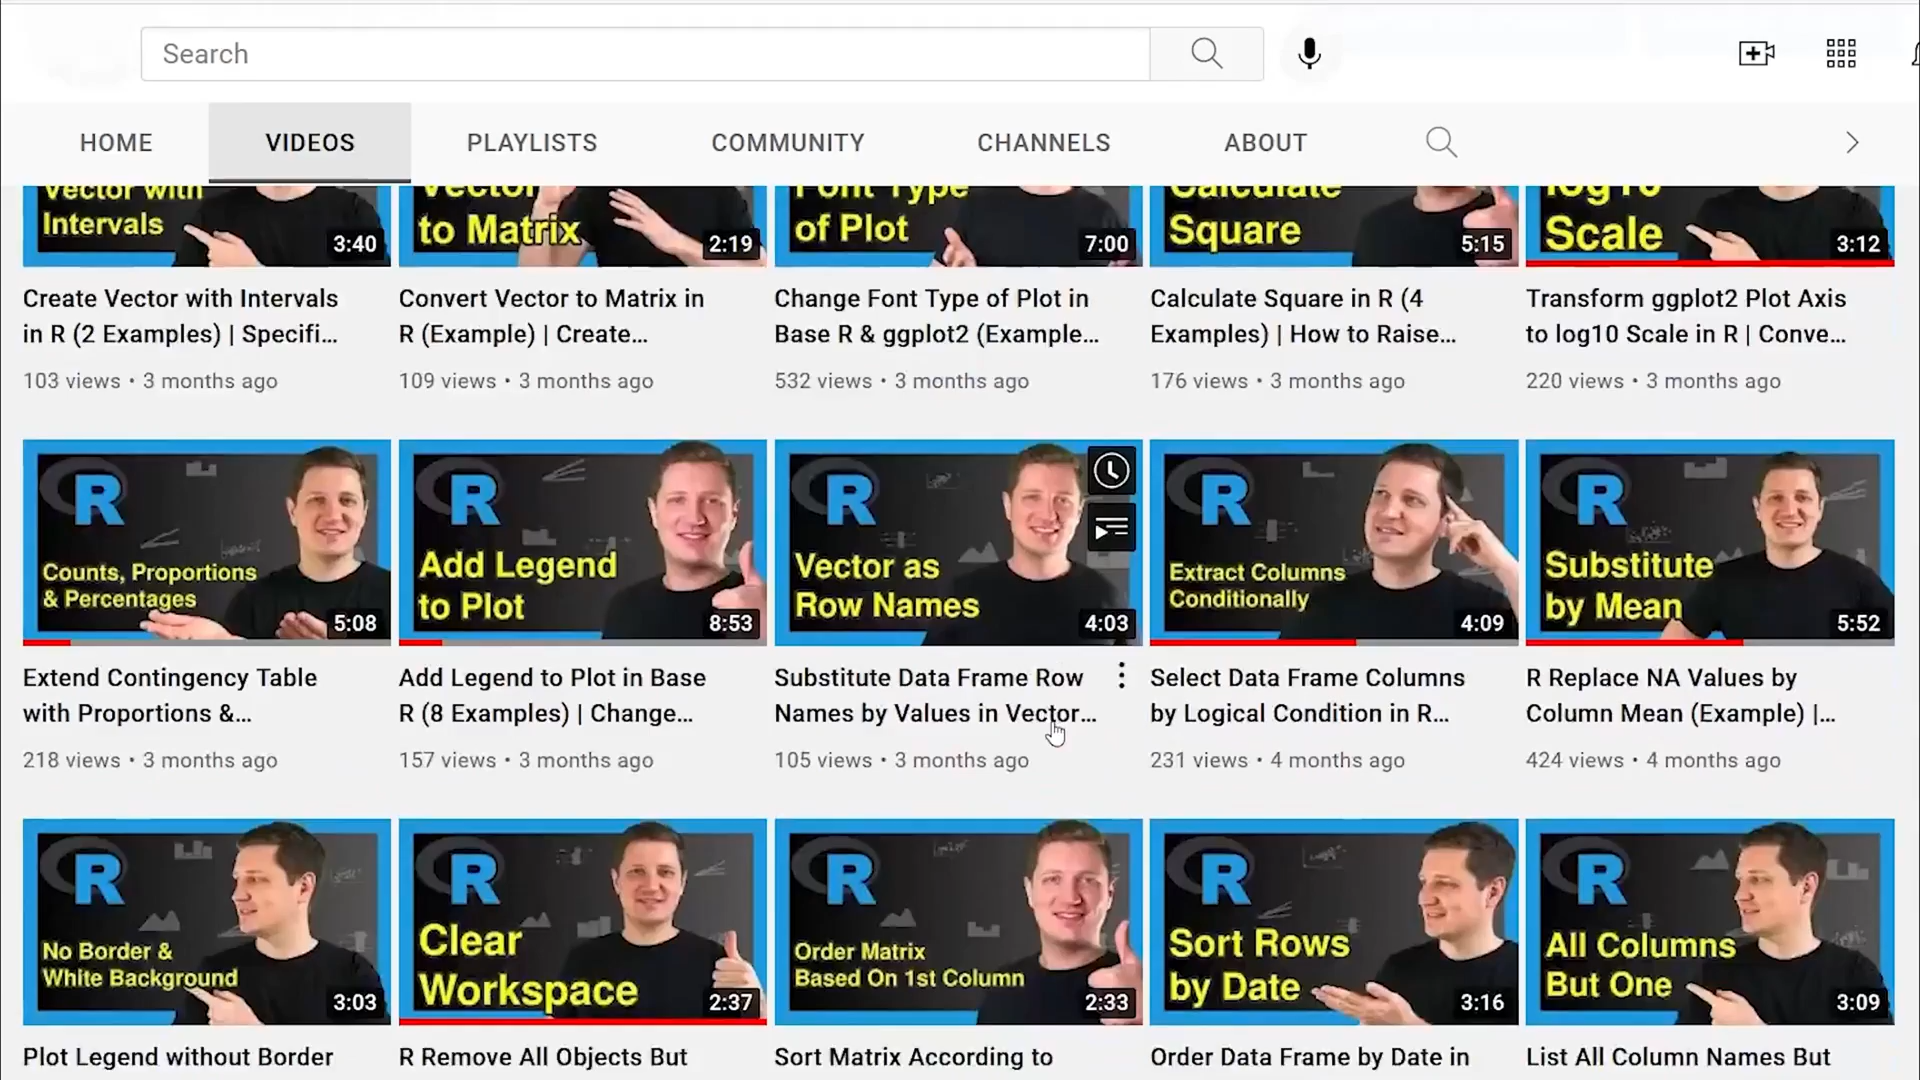 Search
HOME
VIDEOS
PLAYLISTS
COMMUNITY
CHANNELS
ABOUT
Vector with
Intervals
3:40
Vector
to Matrix
2:19
Font Type
of Plot
7:00
Calculate
Square
5:15
log10
Scale
3:12
Create Vector with Intervals
in R (2 Examples) | Specifi...
103 views • 3 months ago
Convert Vector to Matrix in
R (Example) | Create...
109 views • 3 months ago
Change Font Type of Plot in
Base R & ggplot2 (Example...
532 views • 3 months ago
Calculate Square in R (4
Examples) | How to Raise...
176 views • 3 months ago
Transform ggplot2 Plot Axis
to log10 Scale in R | Conve...
220 views • 3 months ago
R
Counts, Proportions
& Percentages
5:08
R
Add Legend
to Plot
8:53
R
Vector as
Row Names
4:03
R
Extract Columns
Conditionally
4:09
R
Substitute
by Mean
5:52
Extend Contingency Table
with Proportions &...
218 views • 3 months ago
Add Legend to Plot in Base
R (8 Examples) | Change...
157 views • 3 months ago
Substitute Data Frame Row
Names by Values in Vector...
105 views • 3 months ago
Select Data Frame Columns
by Logical Condition in R...
231 views • 4 months ago
R Replace NA Values by
Column Mean (Example) |...
424 views • 4 months ago
R
No Border &
White Background
3:03
R
Clear
Workspace
2:37
R
Order Matrix
Based On 1st Column
2:33
R
Sort Rows
by Date
3:16
R
All Columns
But One
3:09
Plot Legend without Border
R Remove All Objects But
Sort Matrix According to
Order Data Frame by Date in
List All Column Names But